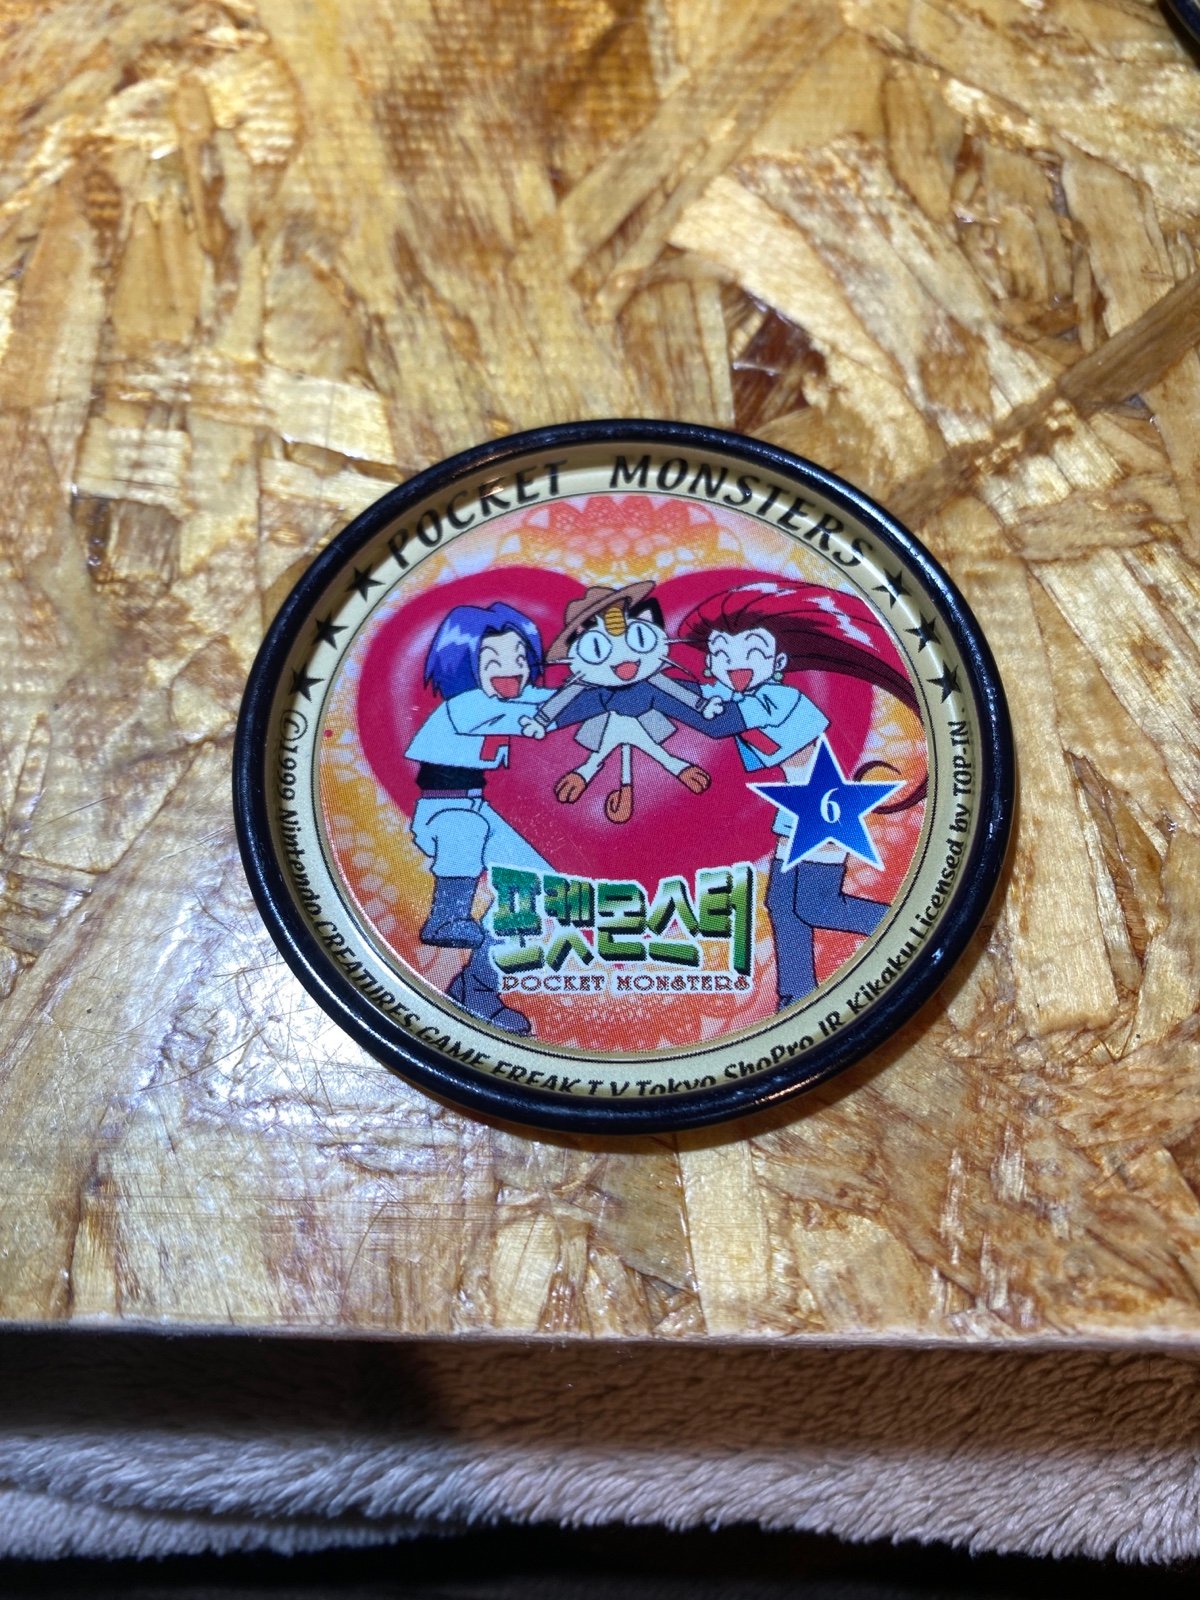 ★★★ POCKET MONSTERS ★★★
6
포켓몬스터
POCKET MONSTERS
©1999 Nintendo CREATURES GAME FREAK T V Tokyo ShoPro JR Kikaku Licensed by TOP-IN